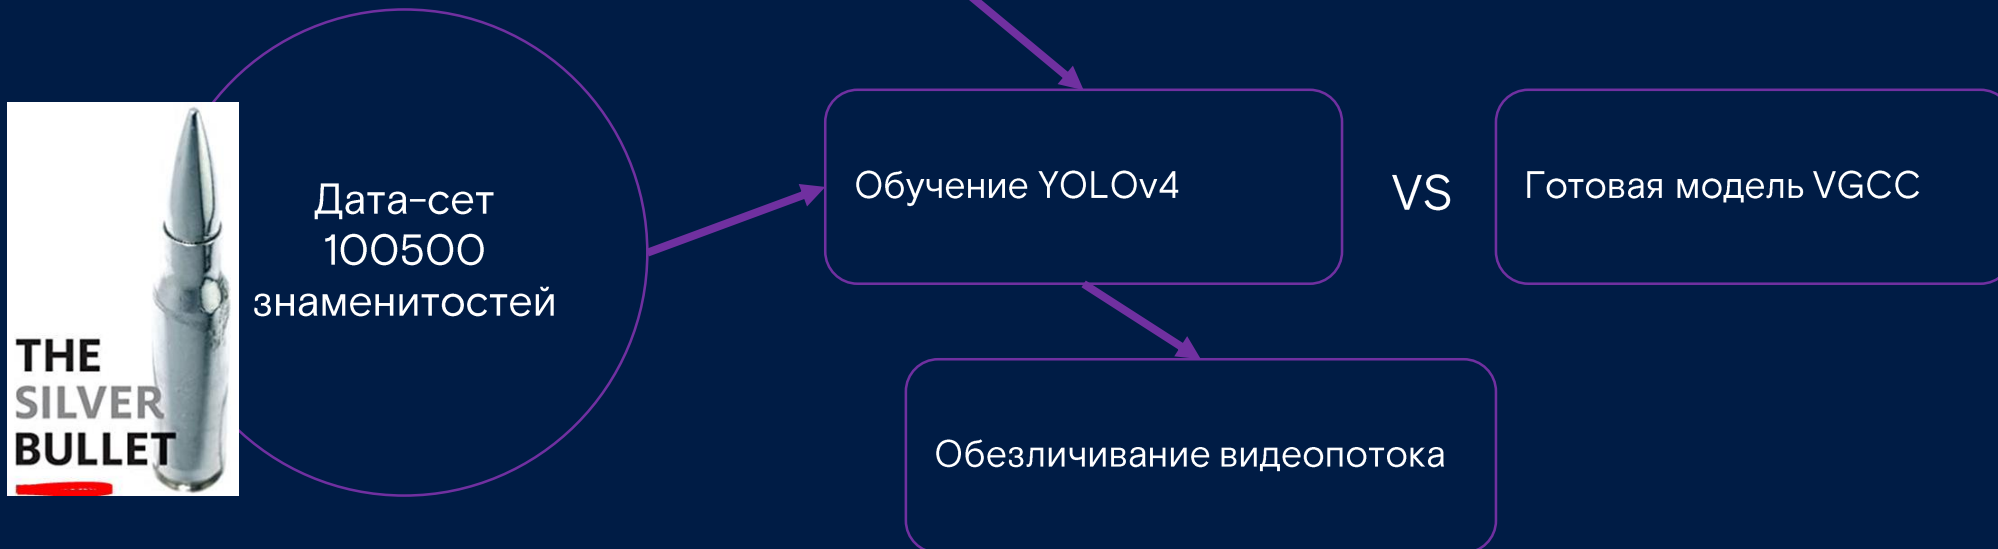 THE
SILVER
BULLET
Дата-сет
100500
знаменитостей
Обучение YOLOv4
VS
Готовая модель VGCC
Обезличивание видеопотока